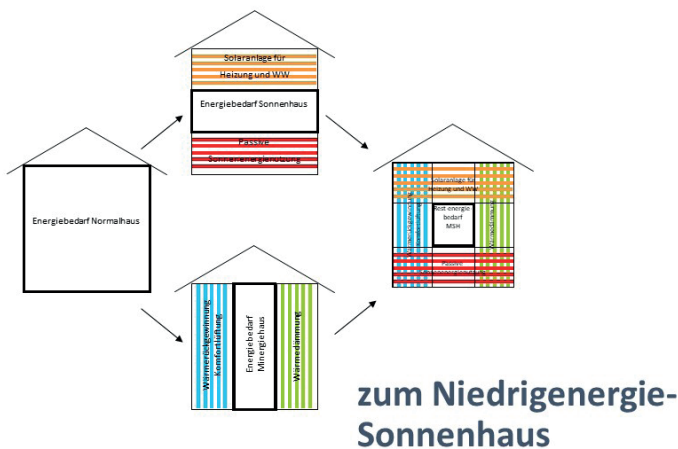 Solaranlage für
Heizung und WW
Energiebedarf Sonnenhaus
Passive
Sonnenenergienutzung
Energiebedarf Normalhaus
Solaranlage für
Heizung und WW
Rest energie
bedarf
MSH
Passive
Sonnenenergienutzung
Wärmerückgewinnung
Komfortlüftung
Energiebedarf
Minergiehaus
Wärmedämmung
zum Niedrigenergie-
Sonnenhaus